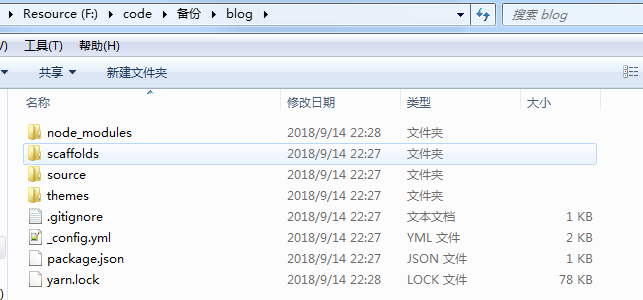 Resource (F:) ▸ code ▸ 备份 ▸ blog ▸ 搜索 blog
V) 工具(T) 帮助(H)
共享 新建文件夹
名称 修改日期 类型 大小
node_modules 2018/9/14 22:28 文件夹
scaffolds 2018/9/14 22:27 文件夹
source 2018/9/14 22:27 文件夹
themes 2018/9/14 22:27 文件夹
.gitignore 2018/9/14 22:27 文本文档 1 KB
_config.yml 2018/9/14 22:27 YML 文件 2 KB
package.json 2018/9/14 22:27 JSON 文件 1 KB
yarn.lock 2018/9/14 22:28 LOCK 文件 78 KB